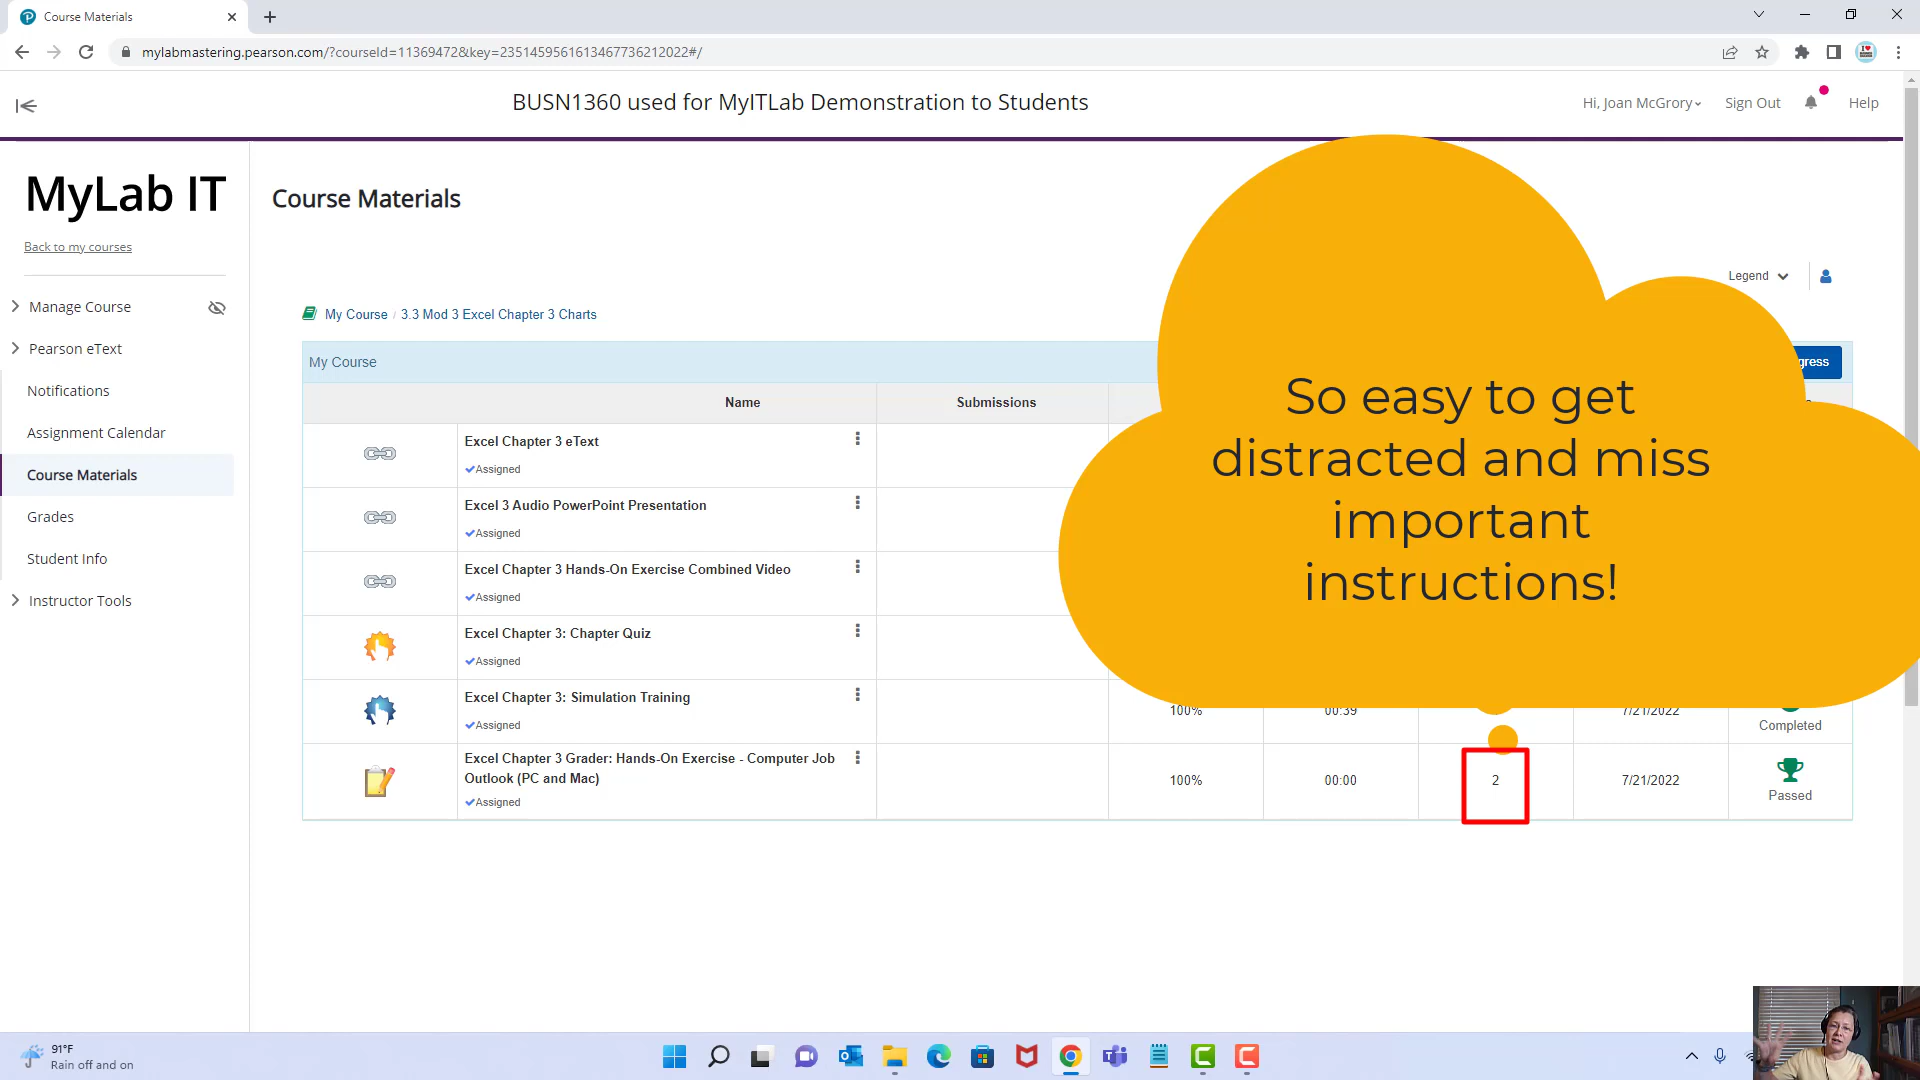 Course Materials
mylabmastering.pearson.com/?courseId=11369472&key=2351459561613467736212022#/
BUSN1360 used for MyITLab Demonstration to Students
Hi, Joan McGrory
Sign Out
Help
MyLab IT
Back to my courses
Manage Course
Pearson eText
Notifications
Assignment Calendar
Course Materials
Grades
Student Info
Instructor Tools
Course Materials
Legend
My Course / 3.3 Mod 3 Excel Chapter 3 Charts
My Course
gress
Name
Submissions
Excel Chapter 3 eText
Assigned
Excel 3 Audio PowerPoint Presentation
Assigned
Excel Chapter 3 Hands-On Exercise Combined Video
Assigned
Excel Chapter 3: Chapter Quiz
Assigned
Excel Chapter 3: Simulation Training
Assigned
100%
00:39
7/21/2022
Completed
Excel Chapter 3 Grader: Hands-On Exercise - Computer Job
Outlook (PC and Mac)
Assigned
100%
00:00
2
7/21/2022
Passed
So easy to get
distracted and miss
important
instructions!
91°F
Rain off and on